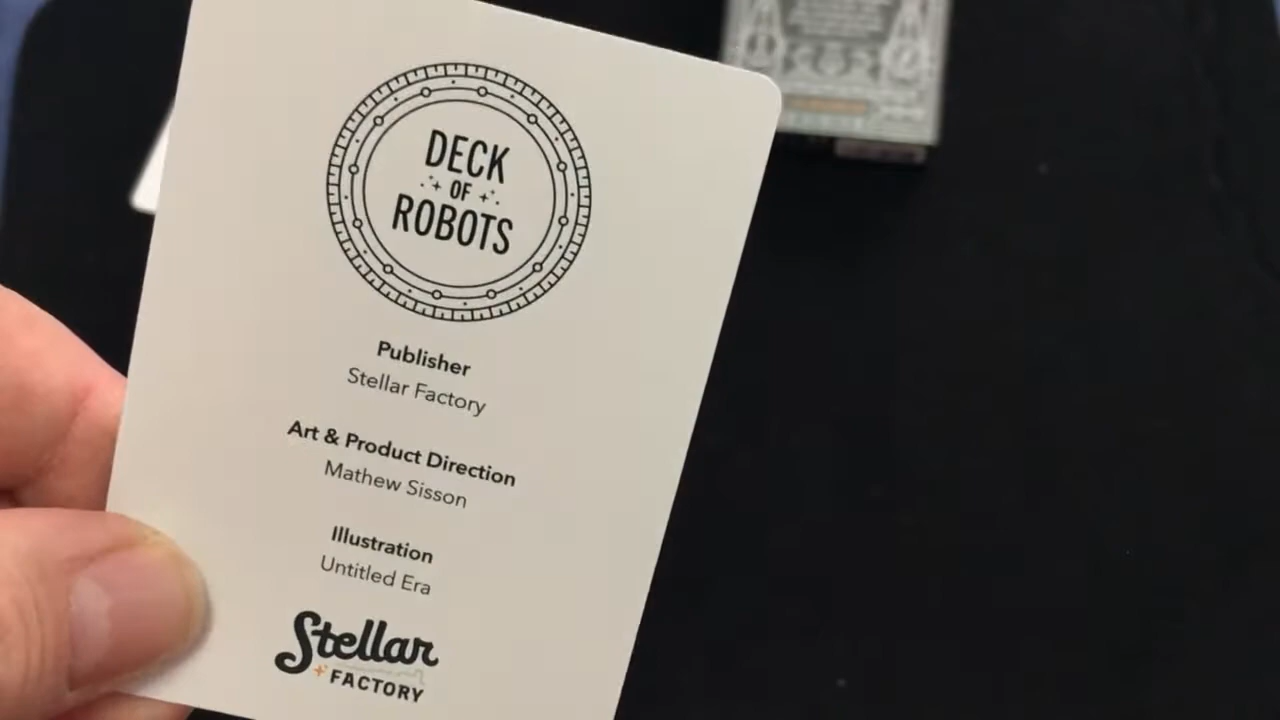 DECK
OF
ROBOTS
Publisher
Stellar Factory
Art & Product Direction
Mathew Sisson
Illustration
Untitled Era
Stellar
FACTORY